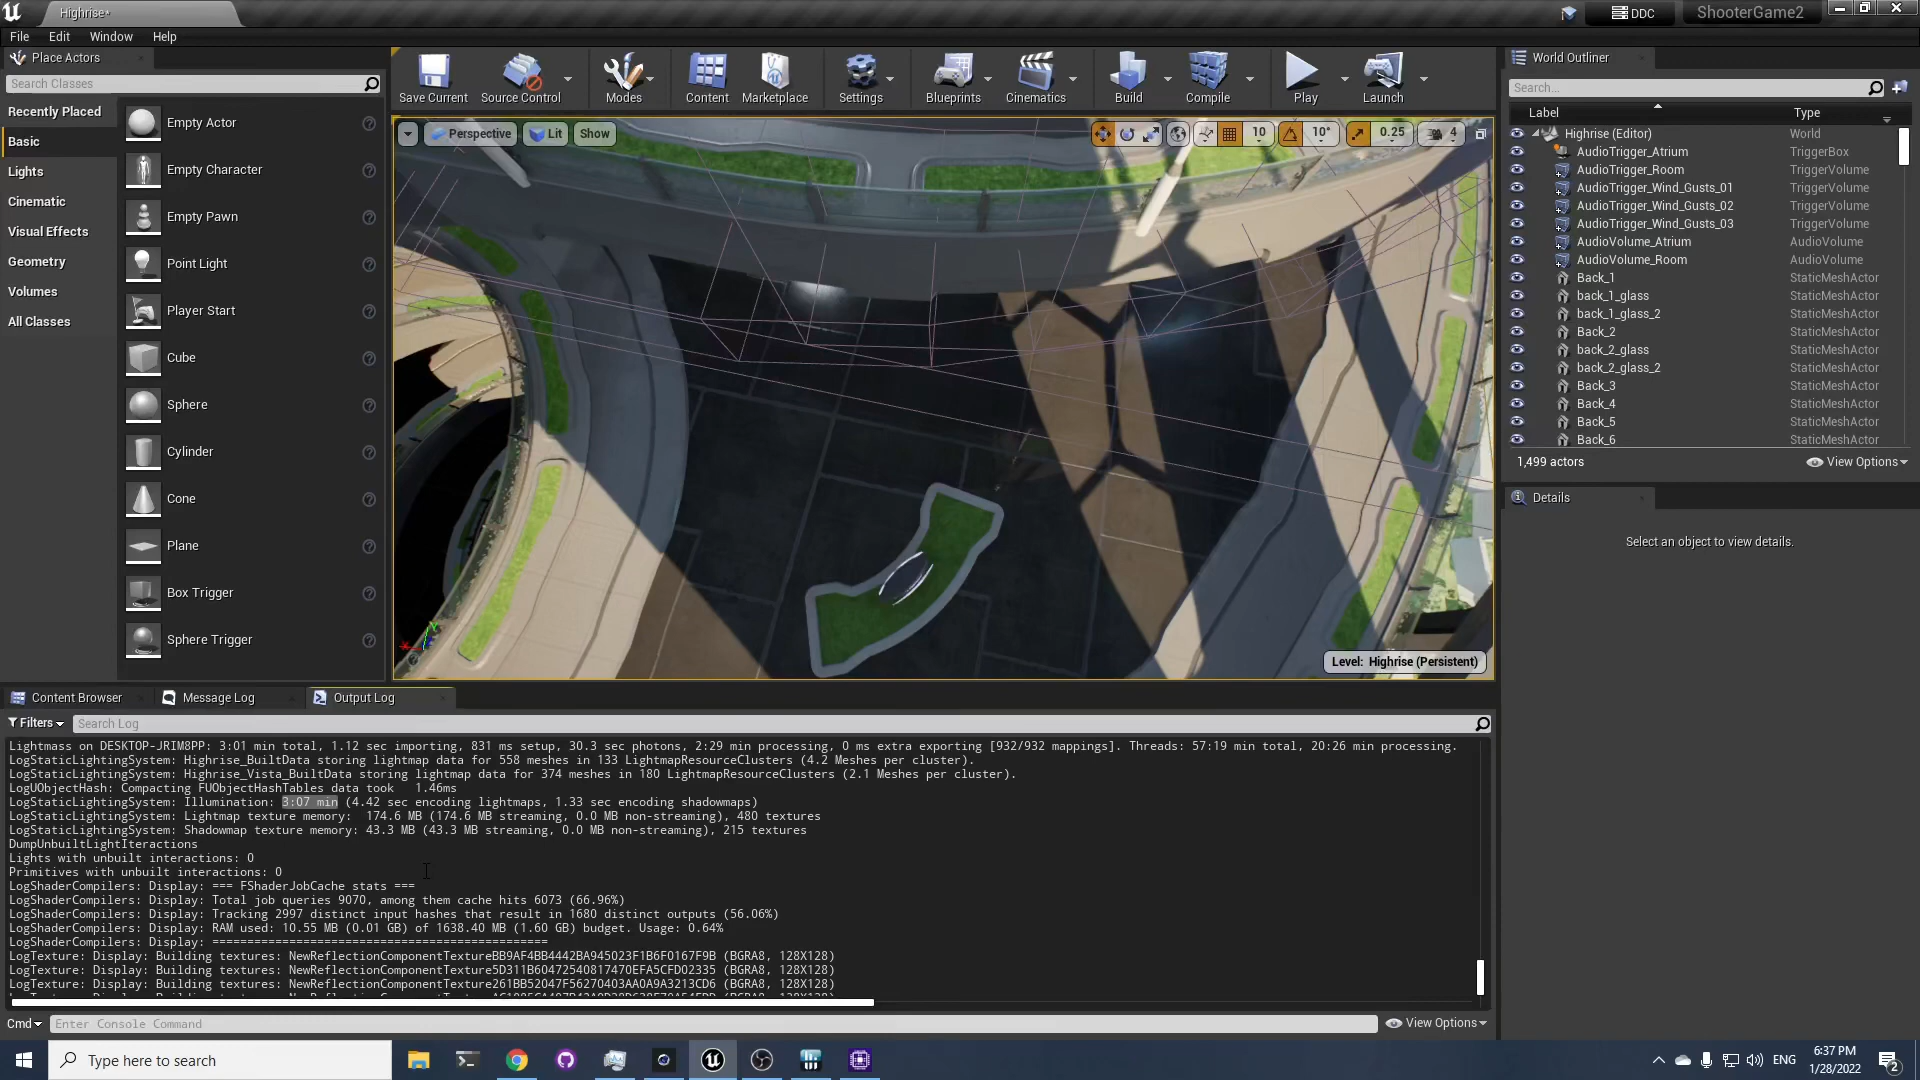 Highrise*
DDC
ShooterGame2
File
Edit
Window
Help
Place Actors
Search Classes
Recently Placed
Basic
Lights
Cinematic
Visual Effects
Geometry
Volumes
All Classes
Empty Actor
Empty Character
Empty Pawn
Point Light
Player Start
Cube
Sphere
Cylinder
Cone
Plane
Box Trigger
Sphere Trigger
Save Current
Source Control
Modes
Content
Marketplace
Settings
Blueprints
Cinematics
Build
Compile
Play
Launch
Perspective
Lit
Show
10
10°
0.25
4
Level: Highrise (Persistent)
World Outliner
Search...
Label Type
Highrise (Editor) World
AudioTrigger_Atrium TriggerBox
AudioTrigger_Room TriggerVolume
AudioTrigger_Wind_Gusts_01 TriggerVolume
AudioTrigger_Wind_Gusts_02 TriggerVolume
AudioTrigger_Wind_Gusts_03 TriggerVolume
AudioVolume_Atrium AudioVolume
AudioVolume_Room AudioVolume
Back_1 StaticMeshActor
back_1_glass StaticMeshActor
back_1_glass_2 StaticMeshActor
Back_2 StaticMeshActor
back_2_glass StaticMeshActor
back_2_glass_2 StaticMeshActor
Back_3 StaticMeshActor
Back_4 StaticMeshActor
Back_5 StaticMeshActor
Back_6 StaticMeshActor
1,499 actors
View Options
Details
Select an object to view details.
Content Browser
Message Log
Output Log
Filters
Search Log
Lightmass on DESKTOP-JRIM8PP: 3:01 min total, 1.12 sec importing, 831 ms setup, 30.3 sec photons, 2:29 min processing, 0 ms extra exporting [932/932 mappings]. Threads: 57:19 min total, 20:26 min processing.
LogStaticLightingSystem: Highrise_BuiltData storing lightmap data for 558 meshes in 133 LightmapResourceClusters (4.2 Meshes per cluster).
LogStaticLightingSystem: Highrise_Vista_BuiltData storing lightmap data for 374 meshes in 180 LightmapResourceClusters (2.1 Meshes per cluster).
LogUObjectHash: Compacting FUObjectHashTables data took 1.46ms
LogStaticLightingSystem: Illumination: 3:07 min (4.42 sec encoding lightmaps, 1.33 sec encoding shadowmaps)
LogStaticLightingSystem: Lightmap texture memory: 174.6 MB (174.6 MB streaming, 0.0 MB non-streaming), 480 textures
LogStaticLightingSystem: Shadowmap texture memory: 43.3 MB (43.3 MB streaming, 0.0 MB non-streaming), 215 textures
DumpUnbuiltLightIteractions
Lights with unbuilt interactions: 0
Primitives with unbuilt interactions: 0
LogShaderCompilers: Display: === FShaderJobCache stats ===
LogShaderCompilers: Display: Total job queries 9070, among them cache hits 6073 (66.96%)
LogShaderCompilers: Display: Tracking 2997 distinct input hashes that result in 1680 distinct outputs (56.06%)
LogShaderCompilers: Display: RAM used: 10.55 MB (0.01 GB) of 1638.40 MB (1.60 GB) budget. Usage: 0.64%
LogShaderCompilers: Display: =============================================
LogTexture: Display: Building textures: NewReflectionComponentTextureBB9AF4BB4442BA945023F1B6F0167F9B (BGRA8, 128X128)
LogTexture: Display: Building textures: NewReflectionComponentTexture5D311B60472540817470EFA5CFD02335 (BGRA8, 128X128)
LogTexture: Display: Building textures: NewReflectionComponentTexture261BB52047F56270403AA0A9A3213CD6 (BGRA8, 128X128)
Cmd
Enter Console Command
View Options
Type here to search
ENG
6:37 PM
1/28/2022
2